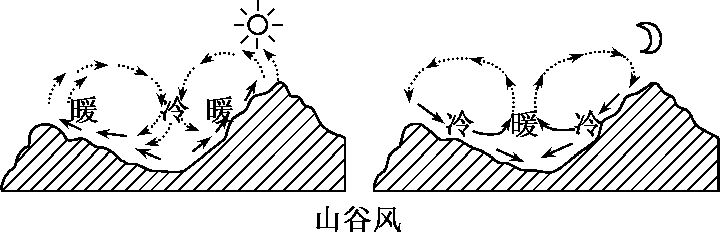 暖 冷 暖
冷 暖 冷
山谷风